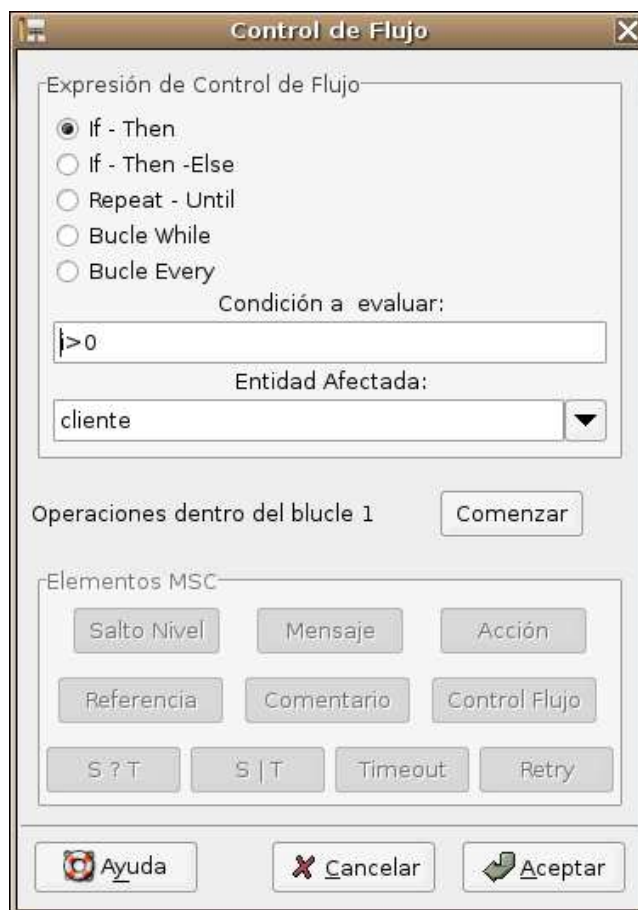 Control de Flujo
Expresión de Control de Flujo
If - Then
If - Then -Else
Repeat - Until
Bucle While
Bucle Every
Condición a evaluar:
i>0
Entidad Afectada:
cliente
Operaciones dentro del blucle 1 Comenzar
Elementos MSC
Salto Nivel Mensaje Acción
Referencia Comentario Control Flujo
S ? T S | T Timeout Retry
Ayuda Cancelar Aceptar